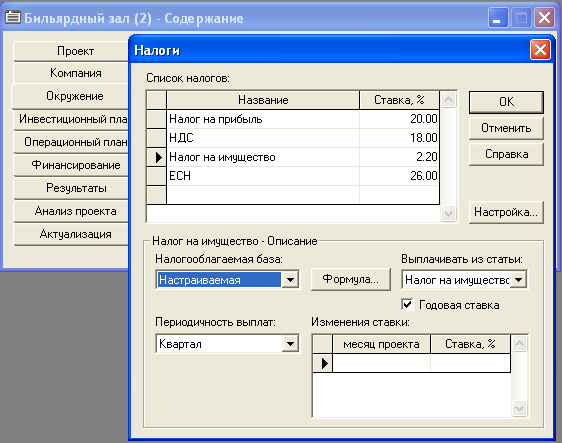 Бильярдный зал (2) - Содержание
Проект
Компания
Окружение
Инвестиционный пла
Операционный план
Финансирование
Результаты
Анализ проекта
Актуализация
Налоги
Список налогов:
Название Ставка, %
Налог на прибыль 20.00
НДС 18.00
Налог на имущество 2.20
ЕСН 26.00
OK
Отменить
Справка
Настройка...
Налог на имущество - Описание
Налогооблагаемая база:
Настраиваемая
Формула...
Выплачивать из статьи:
Налог на имущество
Годовая ставка
Периодичность выплат:
Квартал
Изменения ставки:
месяц проекта Ставка, %